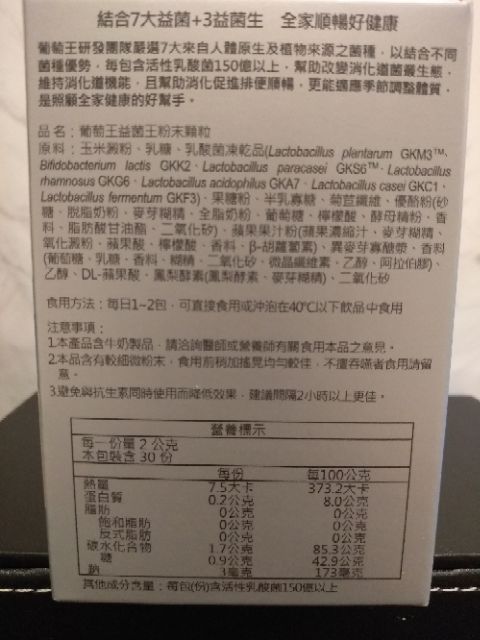 結合7大益菌+3益菌生 全家順暢好健康
葡萄王研發團隊嚴選7大來自人體原生及植物來源之菌種，以結合不同
菌種優勢，每包含活性乳酸菌150億以上，幫助改變消化道菌叢生態，
維持消化道機能，且幫助消化促進排便順暢，更能適應季節調整體質，
是照顧全家健康的好幫手。
品名：葡萄王益菌王粉末顆粒
原料：玉米澱粉、乳糖、乳酸菌凍乾品(Lactobacillus plantarum GKM3™、
Bifidobacterium lactis GKK2、Lactobacillus paracasei GKS6™、Lactobacillus
rhamnosus GKG6、Lactobacillus acidophilus GKA7、Lactobacillus casei GKC1、
Lactobacillus fermentum GKF3)、果糖粉、半乳寡糖、菊苣纖維、優酪粉(砂
糖、脫脂奶粉、麥芽糊精、全脂奶粉、葡萄糖、檸檬酸、酵母精粉、香
料、脂肪酸甘油酯、二氧化矽)、蘋果果汁粉(蘋果濃縮汁、麥芽糊精、
氧化澱粉、蘋果酸、檸檬酸、香料、β-胡蘿蔔素)、異麥芽寡醣漿、香料
(葡萄糖、乳糖、香料、糊精、二氧化矽、微晶纖維素、乙醇、阿拉伯膠)、
乙醇、DL-蘋果酸、鳳梨酵素(鳳梨酵素、麥芽糊精)、二氧化矽
食用方法：每日1~2包，可直接食用或沖泡在40°C以下飲品中食用
注意事項：
1.本產品含牛奶製品，請洽詢醫師或營養師有關食用本品之意見。
2.本品含有較細微粉末，食用前稍加搖晃均勻較佳，不擅吞嚥者食用請留
意。
3.避免與抗生素同時使用而降低效果，建議間隔2小時以上更佳。
營養標示
每一份量 2 公克
本包裝含 30 份
每份 每100公克
熱量 7.5大卡 373.2大卡
蛋白質 0.2公克 8.0公克
脂肪 0公克 0公克
飽和脂肪 0公克 0公克
反式脂肪 0公克 0公克
碳水化合物 1.7公克 85.3公克
糖 0.9公克 42.9公克
鈉 3毫克 173毫克
其他成分含量：每包(份)含活性乳酸菌150億以上